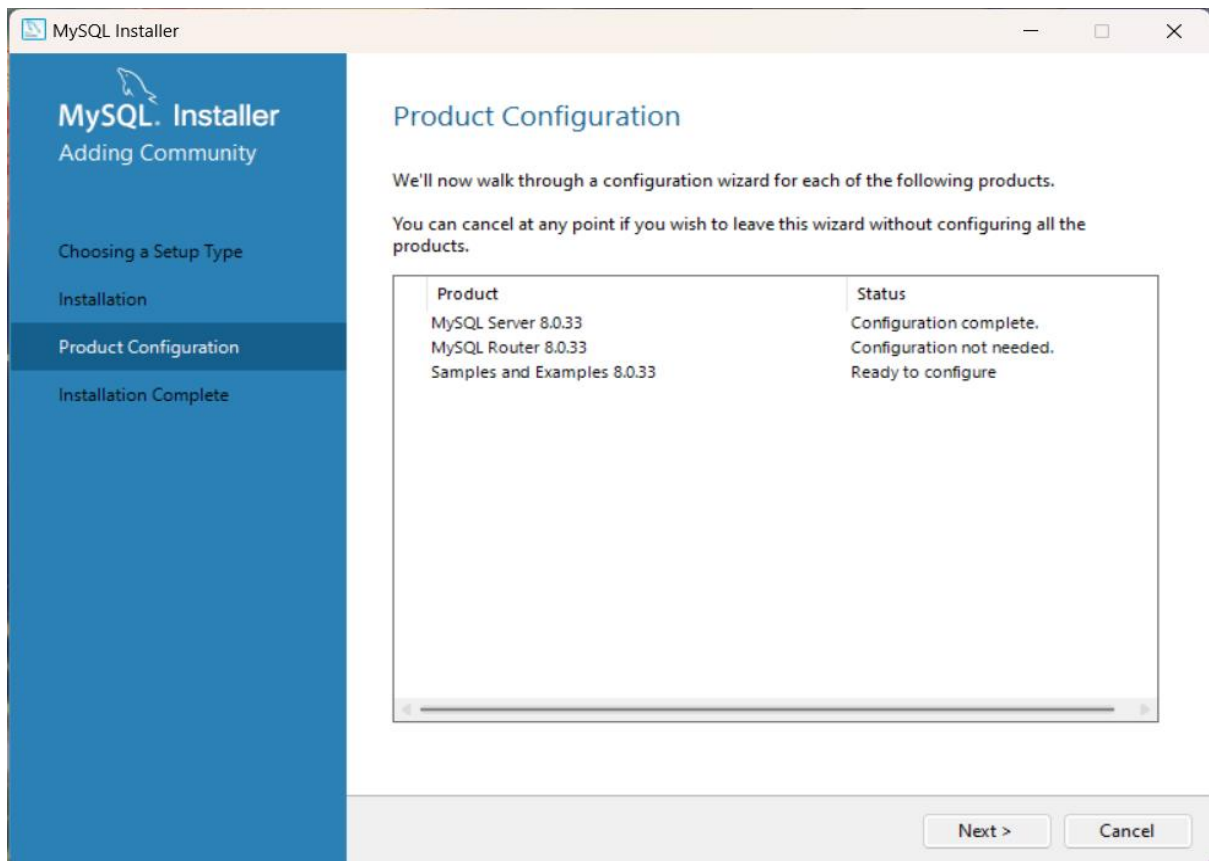 MySQL Installer
MySQL. Installer
Adding Community
Choosing a Setup Type
Installation
Product Configuration
Installation Complete
Product Configuration
We'll now walk through a configuration wizard for each of the following products.
You can cancel at any point if you wish to leave this wizard without configuring all the
products.
Product Status
MySQL Server 8.0.33 Configuration complete.
MySQL Router 8.0.33 Configuration not needed.
Samples and Examples 8.0.33 Ready to configure
Next > Cancel